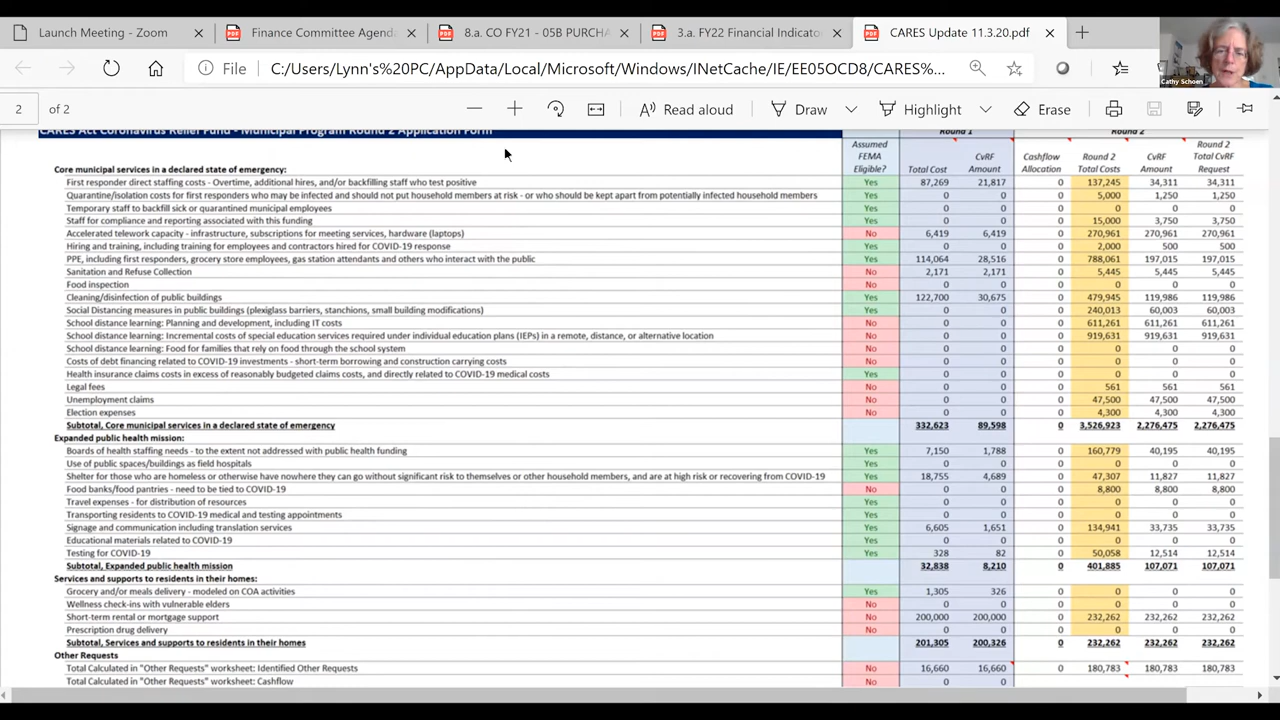 Launch Meeting - Zoom × Finance Committee Agenda × 8.a. CO FY21 - 05B PURCHA × 3.a. FY22 Financial Indicator × CARES Update 11.3.20.pdf ×
File C:/Users/Lynn's%20PC/AppData/Local/Microsoft/Windows/INetCache/IE/EE05OCD8/CARES%...
Cathy Schoen
2 of 2 Read aloud Draw Highlight Erase
CARES Act Coronavirus Relief Fund - Municipal Program Round 2 Application Form Round 1 Round 2
Assumed FEMA Eligible? Total Cost CvRF Amount Cashflow Allocation Round 2 Total Costs CvRF Amount Round 2 Total CvRF Request
Core municipal services in a declared state of emergency:
First responder direct staffing costs - Overtime, additional hires, and/or backfilling staff who test positive Yes 87,269 21,817 0 137,245 34,311 34,311
Quarantine/isolation costs for first responders who may be infected and should not put household members at risk - or who should be kept apart from potentially infected household members Yes 0 0 0 5,000 1,250 1,250
Temporary staff to backfill sick or quarantined municipal employees Yes 0 0 0 0 0 0
Staff for compliance and reporting associated with this funding Yes 0 0 0 15,000 3,750 3,750
Accelerated telework capacity - infrastructure, subscriptions for meeting services, hardware (laptops) No 6,419 6,419 0 270,961 270,961 270,961
Hiring and training, including training for employees and contractors hired for COVID-19 response Yes 0 0 0 2,000 500 500
PPE, including first responders, grocery store employees, gas station attendants and others who interact with the public Yes 114,064 28,516 0 788,061 197,015 197,015
Sanitation and Refuse Collection No 2,171 2,171 0 5,445 5,445 5,445
Food inspection No 0 0 0 0 0 0
Cleaning/disinfection of public buildings Yes 122,700 30,675 0 479,945 119,986 119,986
Social Distancing measures in public buildings (plexiglass barriers, stanchions, small building modifications) Yes 0 0 0 240,013 60,003 60,003
School distance learning: Planning and development, including IT costs No 0 0 0 611,261 611,261 611,261
School distance learning: Incremental costs of special education services required under individual education plans (IEPs) in a remote, distance, or alternative location No 0 0 0 919,631 919,631 919,631
School distance learning: Food for families that rely on food through the school system No 0 0 0 0 0 0
Costs of debt financing related to COVID-19 investments - short-term borrowing and construction carrying costs No 0 0 0 0 0 0
Health insurance claims costs in excess of reasonably budgeted claims costs, and directly related to COVID-19 medical costs Yes 0 0 0 0 0 0
Legal fees No 0 0 0 561 561 561
Unemployment claims No 0 0 0 47,500 47,500 47,500
Election expenses No 0 0 0 4,300 4,300 4,300
Subtotal, Core municipal services in a declared state of emergency 332,623 89,598 0 3,526,923 2,276,475 2,276,475
Expanded public health mission:
Boards of health staffing needs - to the extent not addressed with public health funding Yes 7,150 1,788 0 160,779 40,195 40,195
Use of public spaces/buildings as field hospitals Yes 0 0 0 0 0 0
Shelter for those who are homeless or otherwise have nowhere they can go without significant risk to themselves or other household members, and are at high risk or recovering from COVID-19 Yes 18,755 4,689 0 47,307 11,827 11,827
Food banks/food pantries - need to be tied to COVID-19 No 0 0 0 8,800 8,800 8,800
Travel expenses - for distribution of resources Yes 0 0 0 0 0 0
Transporting residents to COVID-19 medical and testing appointments Yes 0 0 0 0 0 0
Signage and communication including translation services Yes 6,605 1,651 0 134,941 33,735 33,735
Educational materials related to COVID-19 Yes 0 0 0 0 0 0
Testing for COVID-19 Yes 328 82 0 50,058 12,514 12,514
Subtotal, Expanded public health mission 32,838 8,210 0 401,885 107,071 107,071
Services and supports to residents in their homes:
Grocery and/or meals delivery - modeled on COA activities Yes 1,305 326 0 0 0 0
Wellness check-ins with vulnerable elders No 0 0 0 0 0 0
Short-term rental or mortgage support No 200,000 200,000 0 232,262 232,262 232,262
Prescription drug delivery No 0 0 0 0 0 0
Subtotal, Services and supports to residents in their homes 201,305 200,326 0 232,262 232,262 232,262
Other Requests
Total Calculated in "Other Requests" worksheet: Identified Other Requests No 16,660 16,660 0 180,783 180,783 180,783
Total Calculated in "Other Requests" worksheet: Cashflow No 0 0 0 0 0